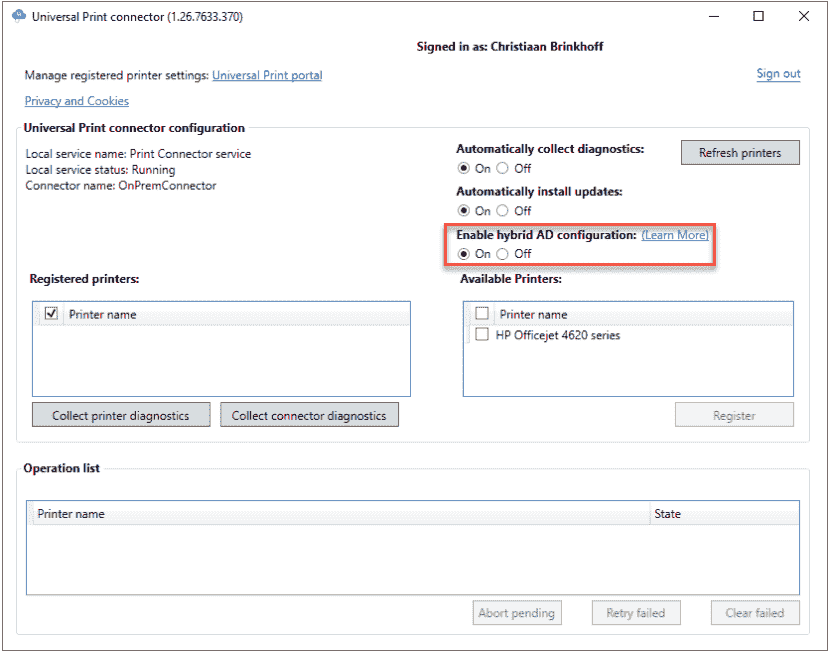 Universal Print connector (1.26.7633.370)
Signed in as: Christiaan Brinkhoff
Manage registered printer settings: Universal Print portal
Sign out
Privacy and Cookies
Universal Print connector configuration
Local service name: Print Connector service
Local service status: Running
Connector name: OnPremConnector
Automatically collect diagnostics:
On Off
Refresh printers
Automatically install updates:
On Off
Enable hybrid AD configuration: (Learn More)
On Off
Registered printers:
Printer name
Collect printer diagnostics Collect connector diagnostics
Available Printers:
Printer name
HP Officejet 4620 series
Register
Operation list
Printer name State
Abort pending Retry failed Clear failed